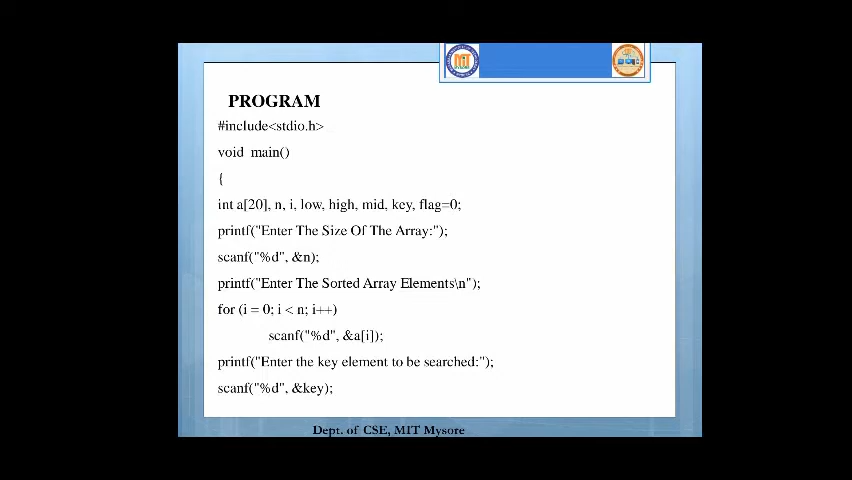 MIT
MYSORE
PROGRAM
#include<stdio.h>
void main()
{
int a[20], n, i, low, high, mid, key, flag=0;
printf("Enter The Size Of The Array:");
scanf("%d", &n);
printf("Enter The Sorted Array Elements\n");
for (i = 0; i < n; i++)
scanf("%d", &a[i]);
printf("Enter the key element to be searched:");
scanf("%d", &key);
Dept. of CSE, MIT Mysore